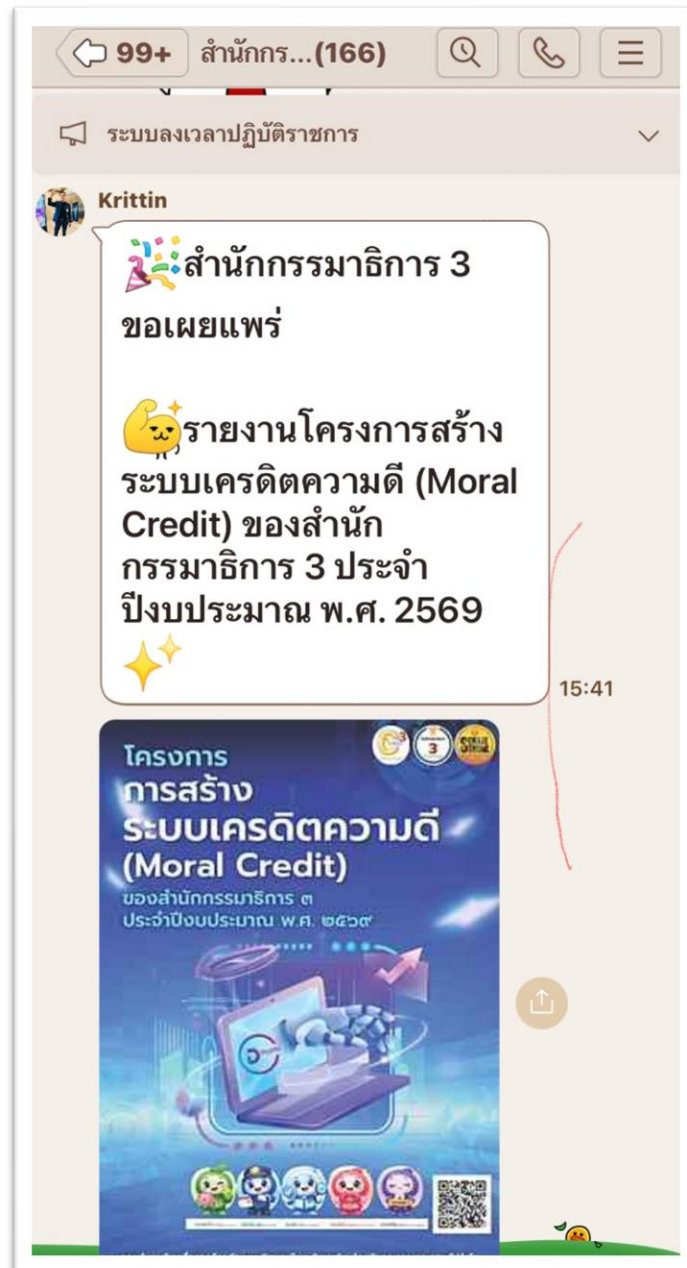 99+ สำนักกร...(166)
ระบบลงเวลาปฏิบัติราชการ
Krittin
สำนักกรรมาธิการ 3
ขอเผยแพร่
รายงานโครงการสร้าง
ระบบเครดิตความดี (Moral
Credit) ของสำนัก
กรรมาธิการ 3 ประจำ
ปีงบประมาณ พ.ศ. 2569
15:41
โครงการ
การสร้าง
ระบบเครดิตความดี
(Moral Credit)
ของสำนักกรรมาธิการ ๓
ประจำปีงบประมาณ พ.ศ. ๒๕๖๙
3